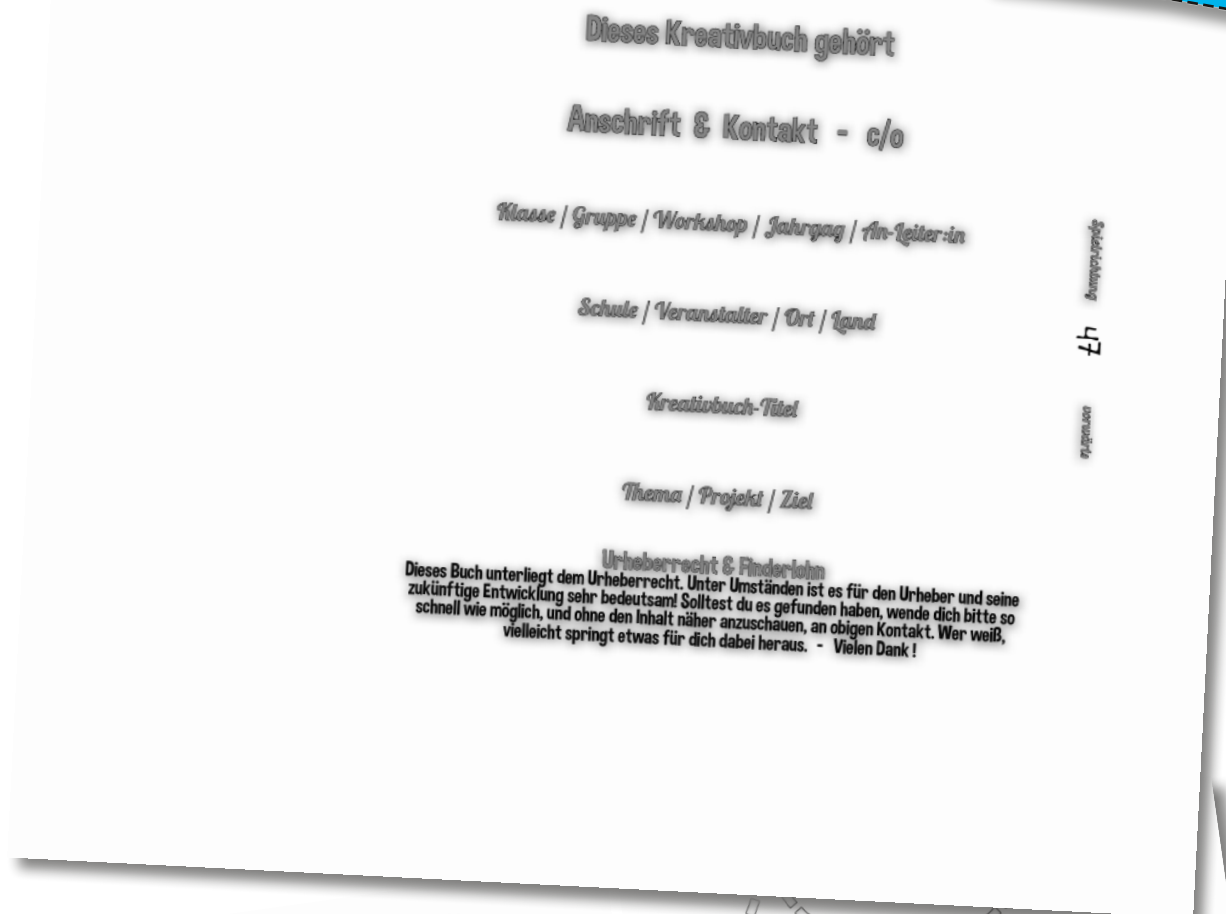 Dieses Kreativbuch gehört
Anschrift & Kontakt - c/o
Klasse | Gruppe | Workshop | Jahrgag | An-Leiter:in
Schule | Veranstalter | Ort | Land
Kreativbuch-Titel
Thema | Projekt | Ziel
Urheberrecht & Finderlohn
Dieses Buch unterliegt dem Urheberrecht. Unter Umständen ist es für den Urheber und seine
zukünftige Entwicklung sehr bedeutsam! Solltest du es gefunden haben, wende dich bitte so
schnell wie möglich, und ohne den Inhalt näher anzuschauen, an obigen Kontakt. Wer weiß,
vielleicht springt etwas für dich dabei heraus. - Vielen Dank !
Spielrichtung
47
vorwärts